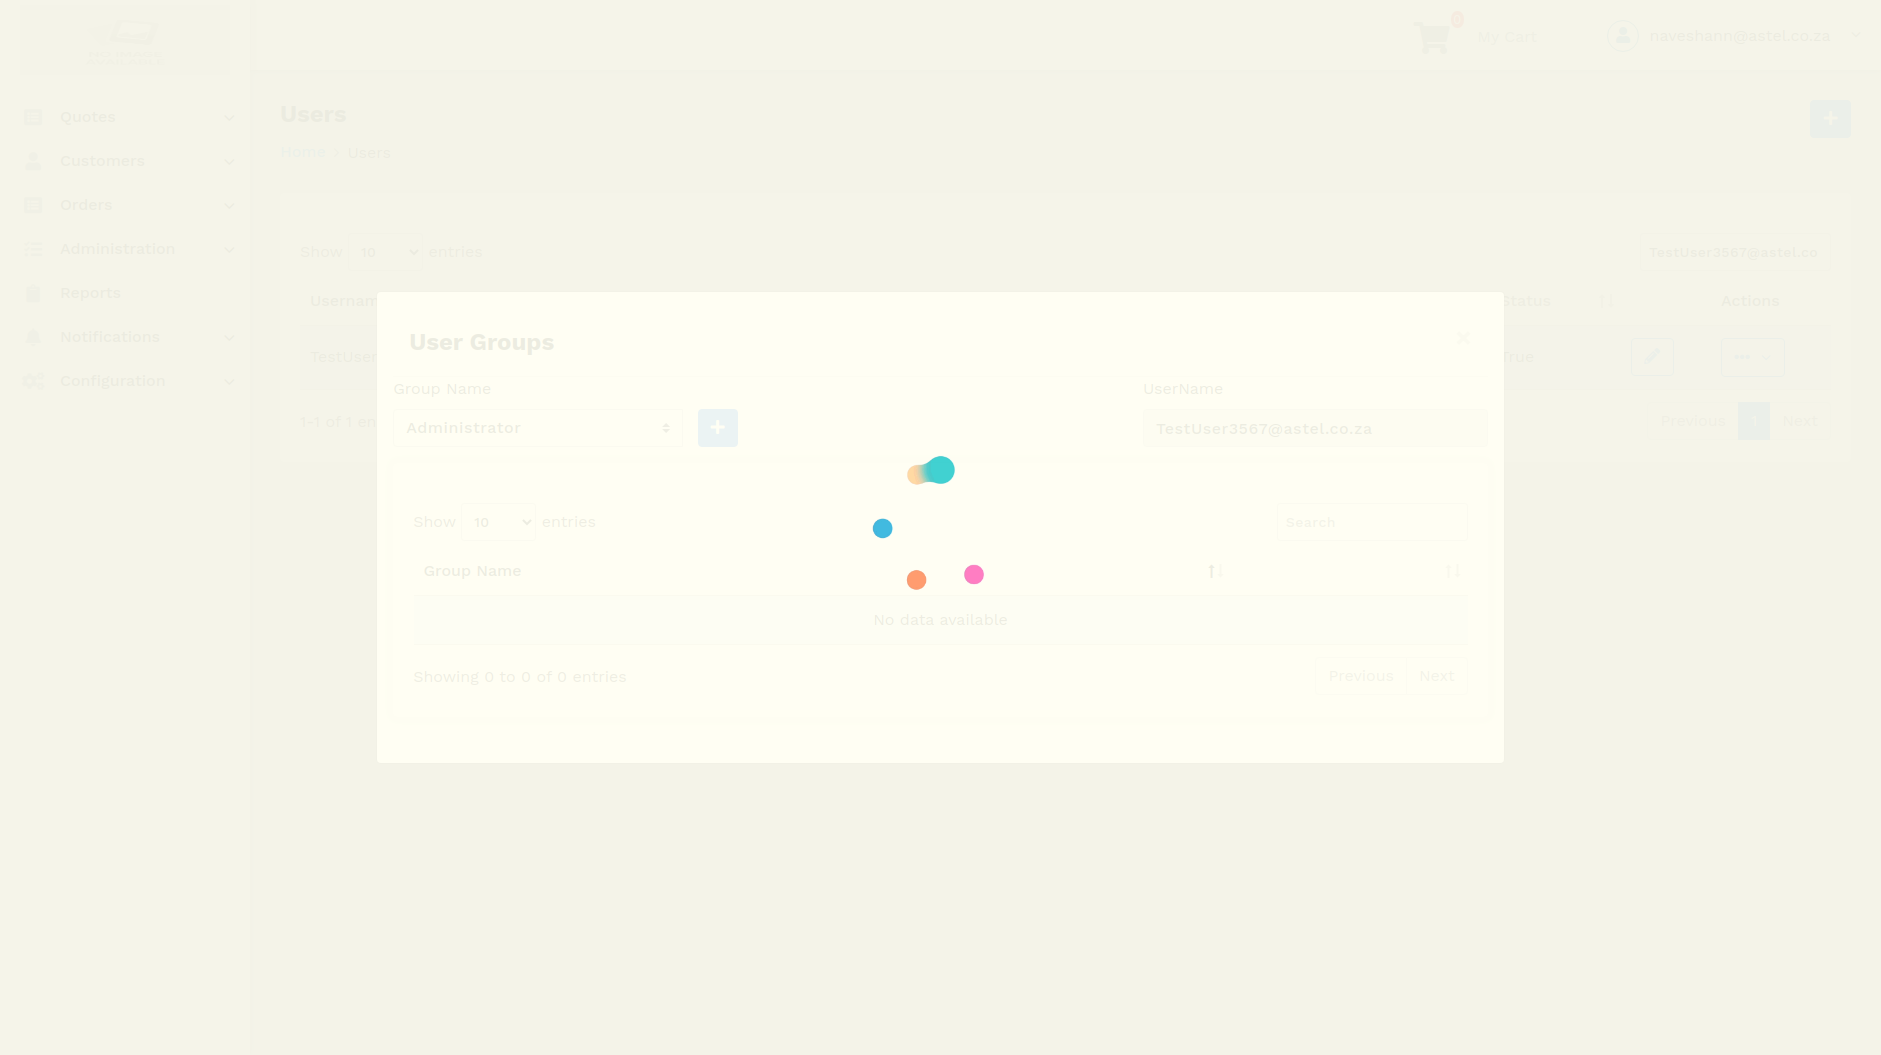 0
My Cart
naveshann@astel.co.za
Quotes
Customers
Orders
Administration
Reports
Notifications
Configuration
Users
Home - Users
Show 10 entries
TestUser3567@astel.co
Usernam
Status
Actions
TestUser
True
1-1 of 1 en
Previous 1 Next
User Groups
×
Group Name
UserName
Administrator
TestUser3567@astel.co.za
Show 10 entries
Search
Group Name
No data available
Showing 0 to 0 of 0 entries
Previous Next